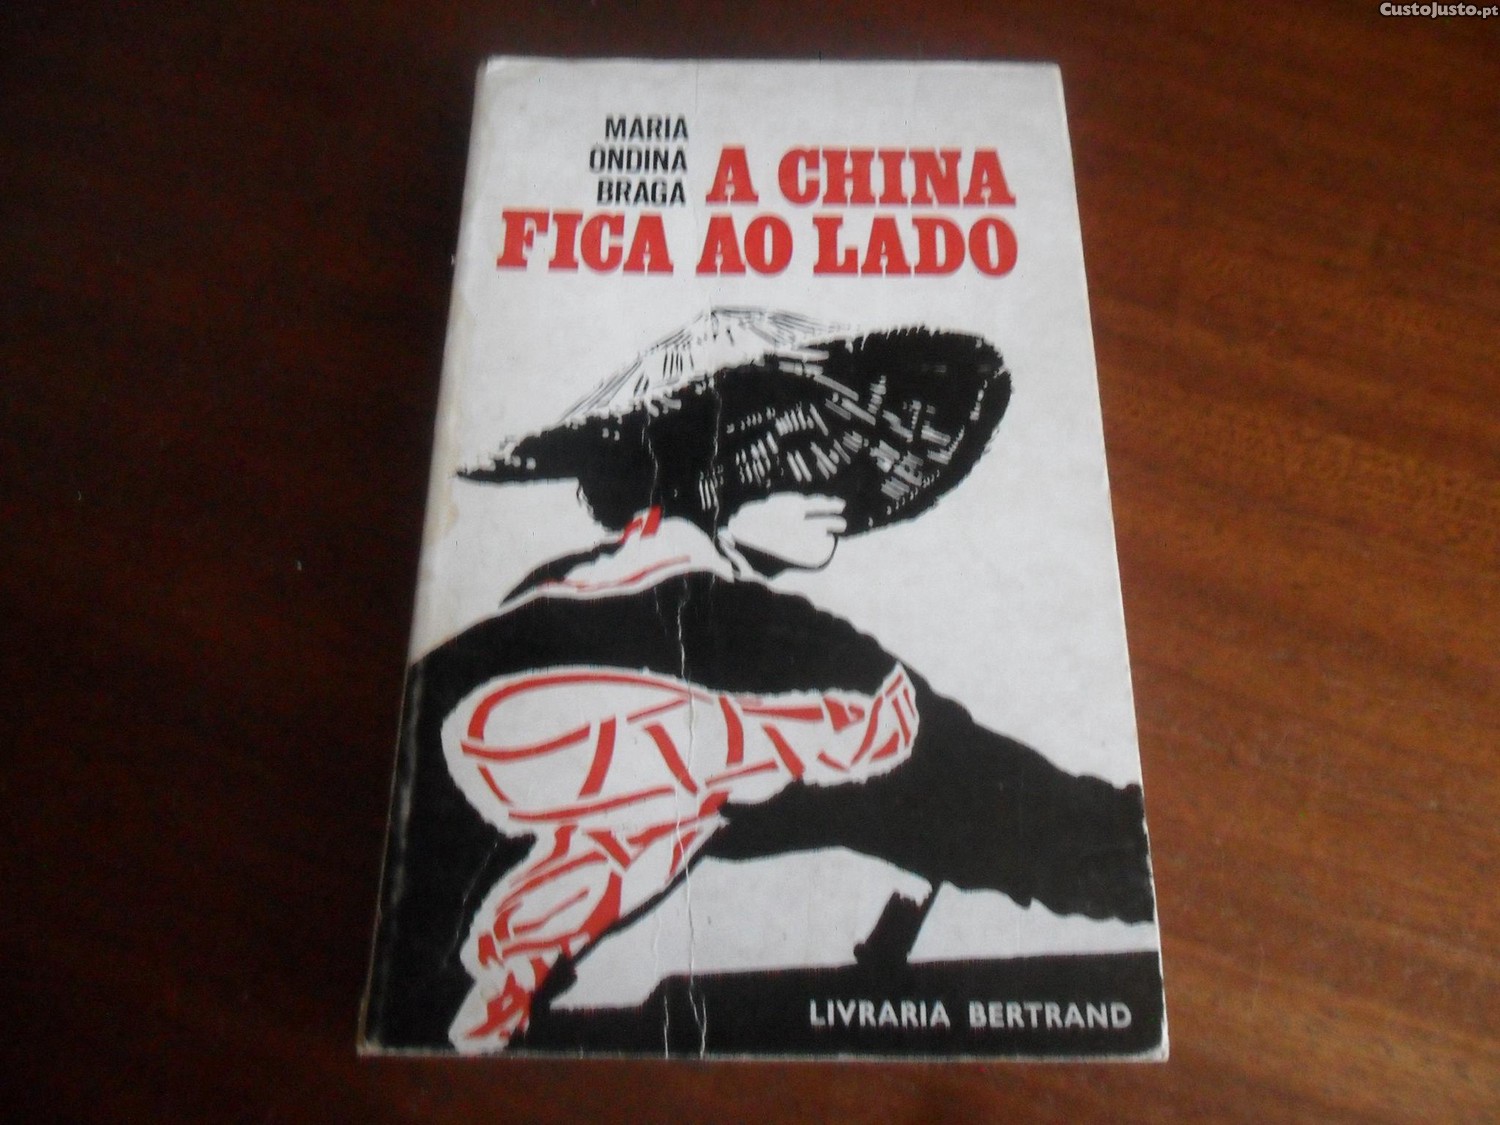 CustoJusto.pt
MARIA
ONDINA
BRAGA
A CHINA
FICA AO LADO
LIVRARIA BERTRAND